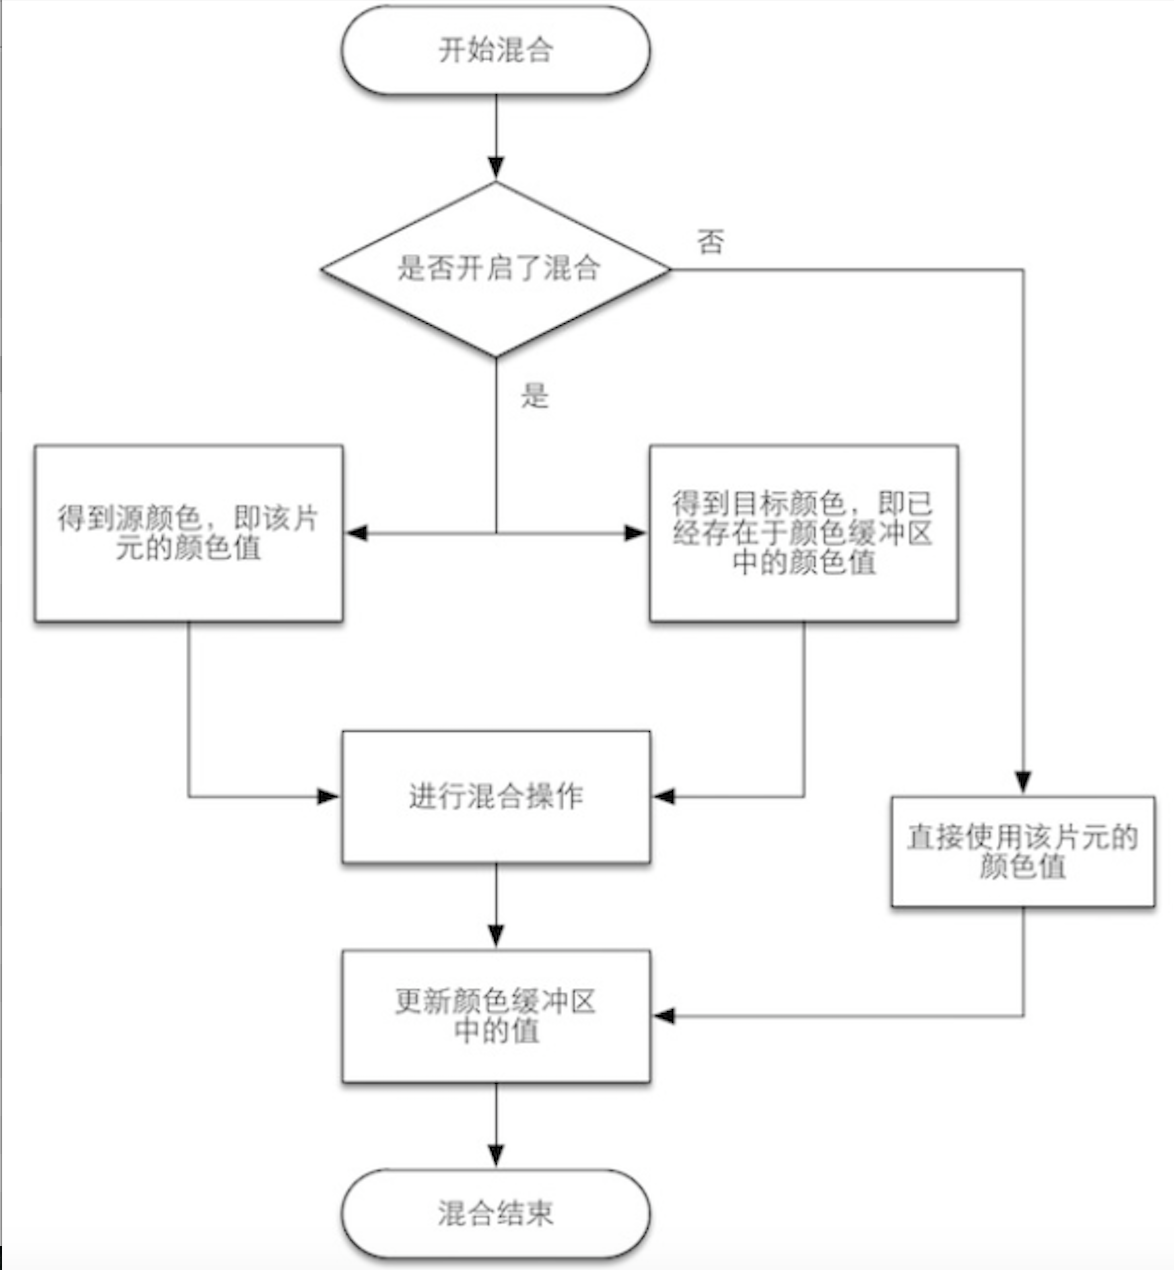 开始混合
是否开启了混合
否
是
得到源颜色，即该片
元的颜色值
得到目标颜色，即已
经存在于颜色缓冲区
中的颜色值
进行混合操作
直接使用该片元的
颜色值
更新颜色缓冲区
中的值
混合结束